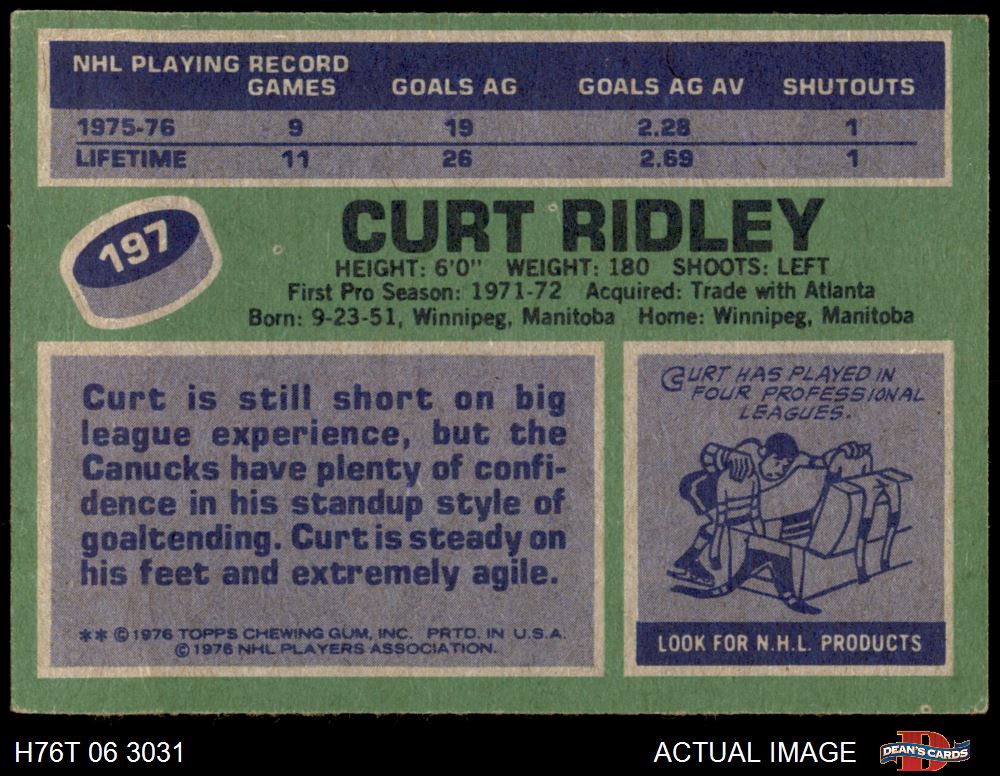 NHL PLAYING RECORD
GAMES GOALS AG GOALS AG AV SHUTOUTS
1975-76 9 19 2.28 1
LIFETIME 11 26 2.69 1
197
CURT RIDLEY
HEIGHT: 6'0" WEIGHT: 180 SHOOTS: LEFT
First Pro Season: 1971-72 Acquired: Trade with Atlanta
Born: 9-23-51, Winnipeg, Manitoba Home: Winnipeg, Manitoba
Curt is still short on big
league experience, but the
Canucks have plenty of confi-
dence in his standup style of
goaltending. Curt is steady on
his feet and extremely agile.
** © 1976 TOPPS CHEWING GUM, INC. PRTD. IN U.S.A.
© 1976 NHL PLAYERS ASSOCIATION.
CURT HAS PLAYED IN
FOUR PROFESSIONAL
LEAGUES.
LOOK FOR N.H.L. PRODUCTS
H76T 06 3031
ACTUAL IMAGE
DEAN'S CARDS